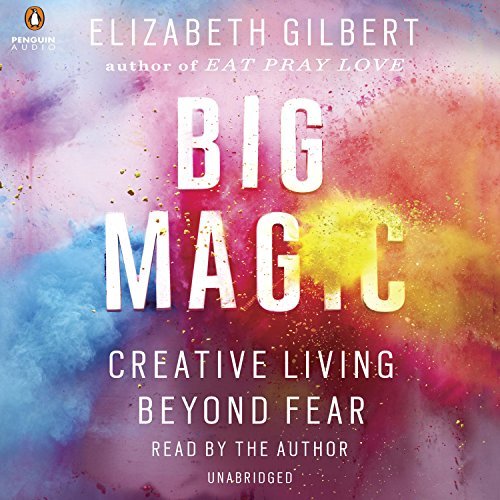 PENGUIN
AUDIO
ELIZABETH GILBERT
author of EAT PRAY LOVE
BIG
MAGIC
CREATIVE LIVING
BEYOND FEAR
READ BY THE AUTHOR
UNABRIDGED